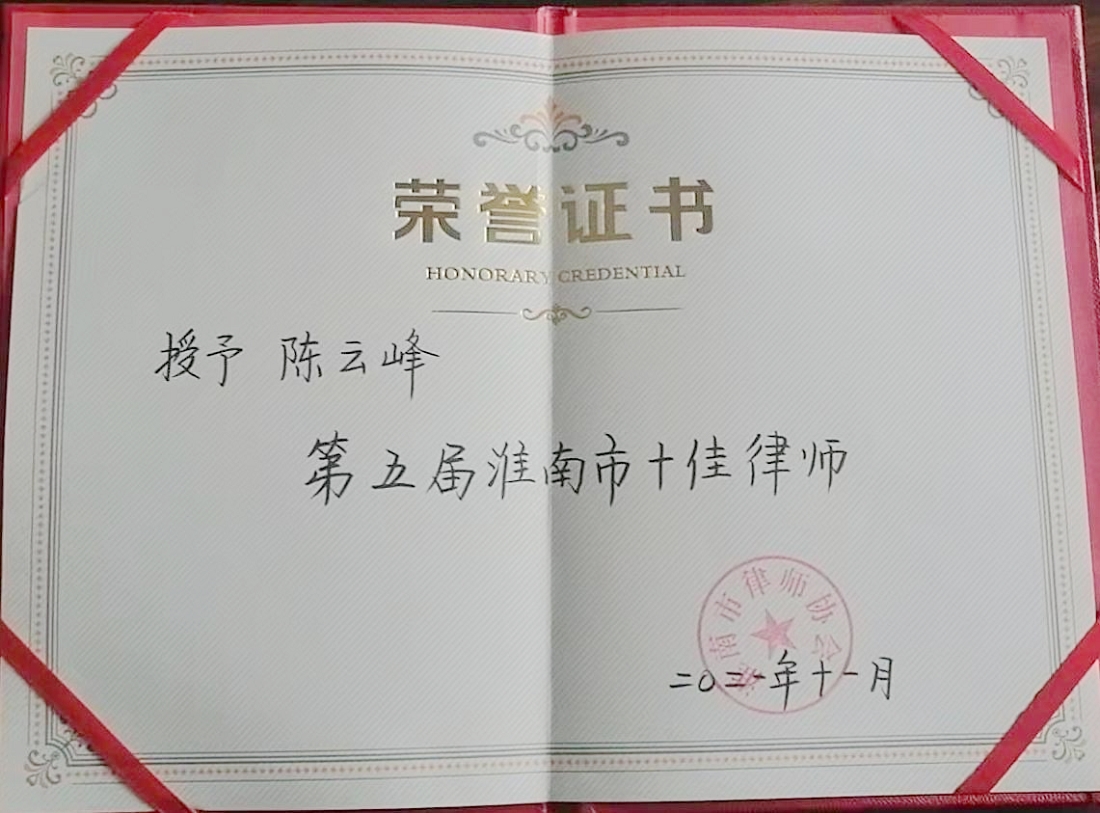 荣誉证书
HONORARY CREDENTIAL
授予 陈云峰
第五届淮南市十佳律师
淮南市律师协会
二〇二一年十一月